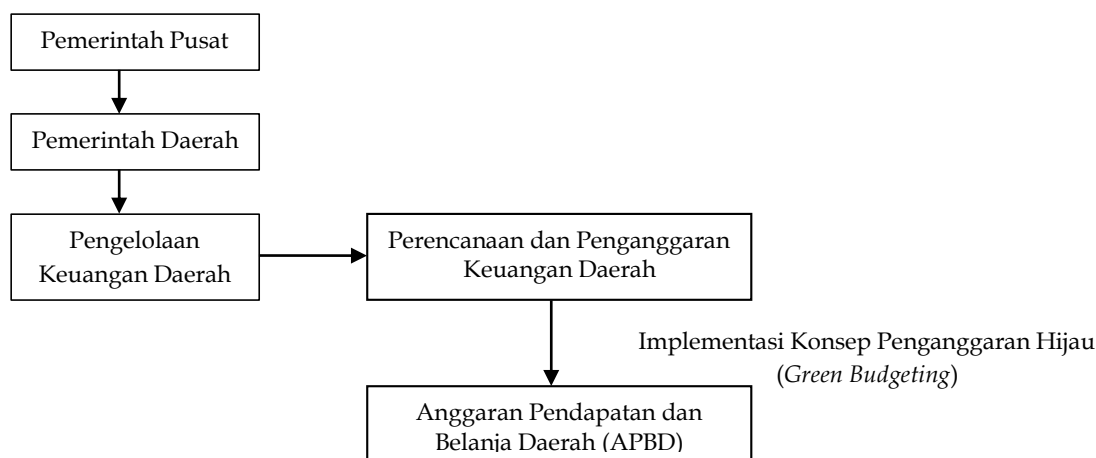 Pemerintah Pusat
Pemerintah Daerah
Pengelolaan
Keuangan Daerah
Perencanaan dan Penganggaran
Keuangan Daerah
Implementasi Konsep Penganggaran Hijau
(Green Budgeting)
Anggaran Pendapatan dan
Belanja Daerah (APBD)